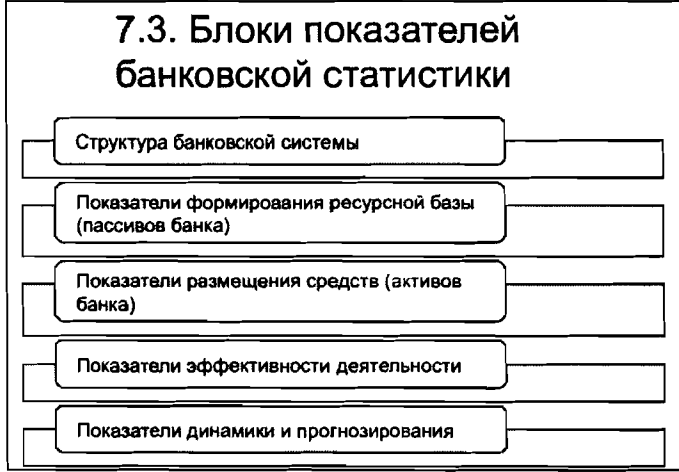 7.3. Блоки показателей
банковской статистики
Структура банковской системы
Показатели формирования ресурсной базы
(пассивов банка)
Показатели размещения средств (активов
банка)
Показатели эффективности деятельности
Показатели динамики и прогнозирования